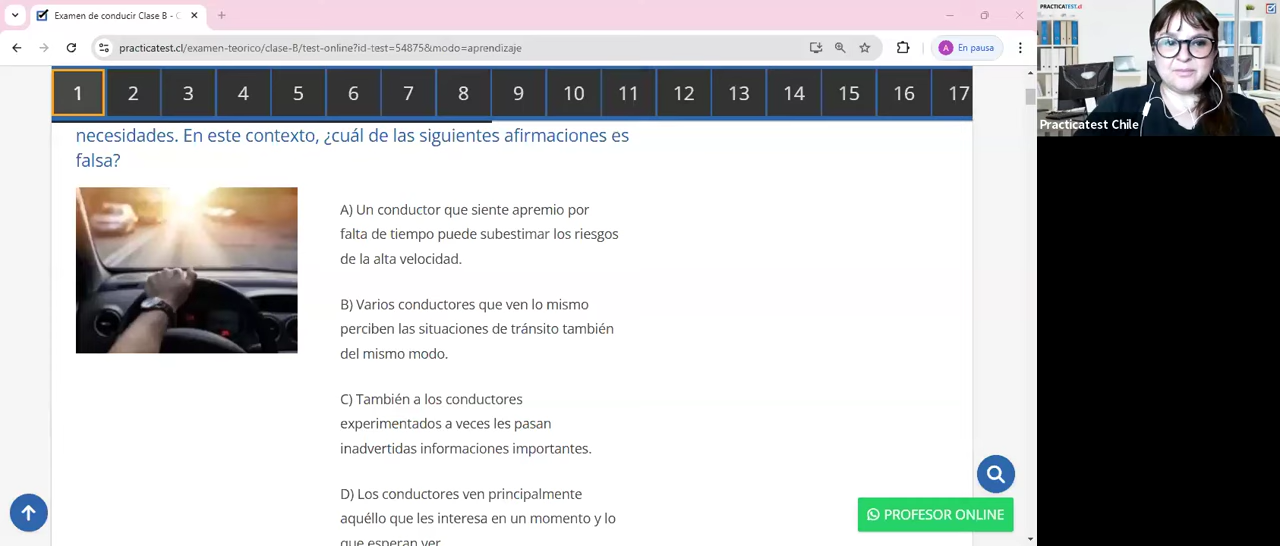 Examen de conducir Clase B - C
practicatest.cl/examen-teorico/clase-B/test-online?id-test=54875&modo=aprendizaje
A
En pausa
PRACTICATEST.cl
Practicatest Chile
1 2 3 4 5 6 7 8 9 10 11 12 13 14 15 16 17
necesidades. En este contexto, ¿cuál de las siguientes afirmaciones es
falsa?
A) Un conductor que siente apremio por
falta de tiempo puede subestimar los riesgos
de la alta velocidad.
B) Varios conductores que ven lo mismo
perciben las situaciones de tránsito también
del mismo modo.
C) También a los conductores
experimentados a veces les pasan
inadvertidas informaciones importantes.
D) Los conductores ven principalmente
aquéllo que les interesa en un momento y lo
que esperan ver
PROFESOR ONLINE